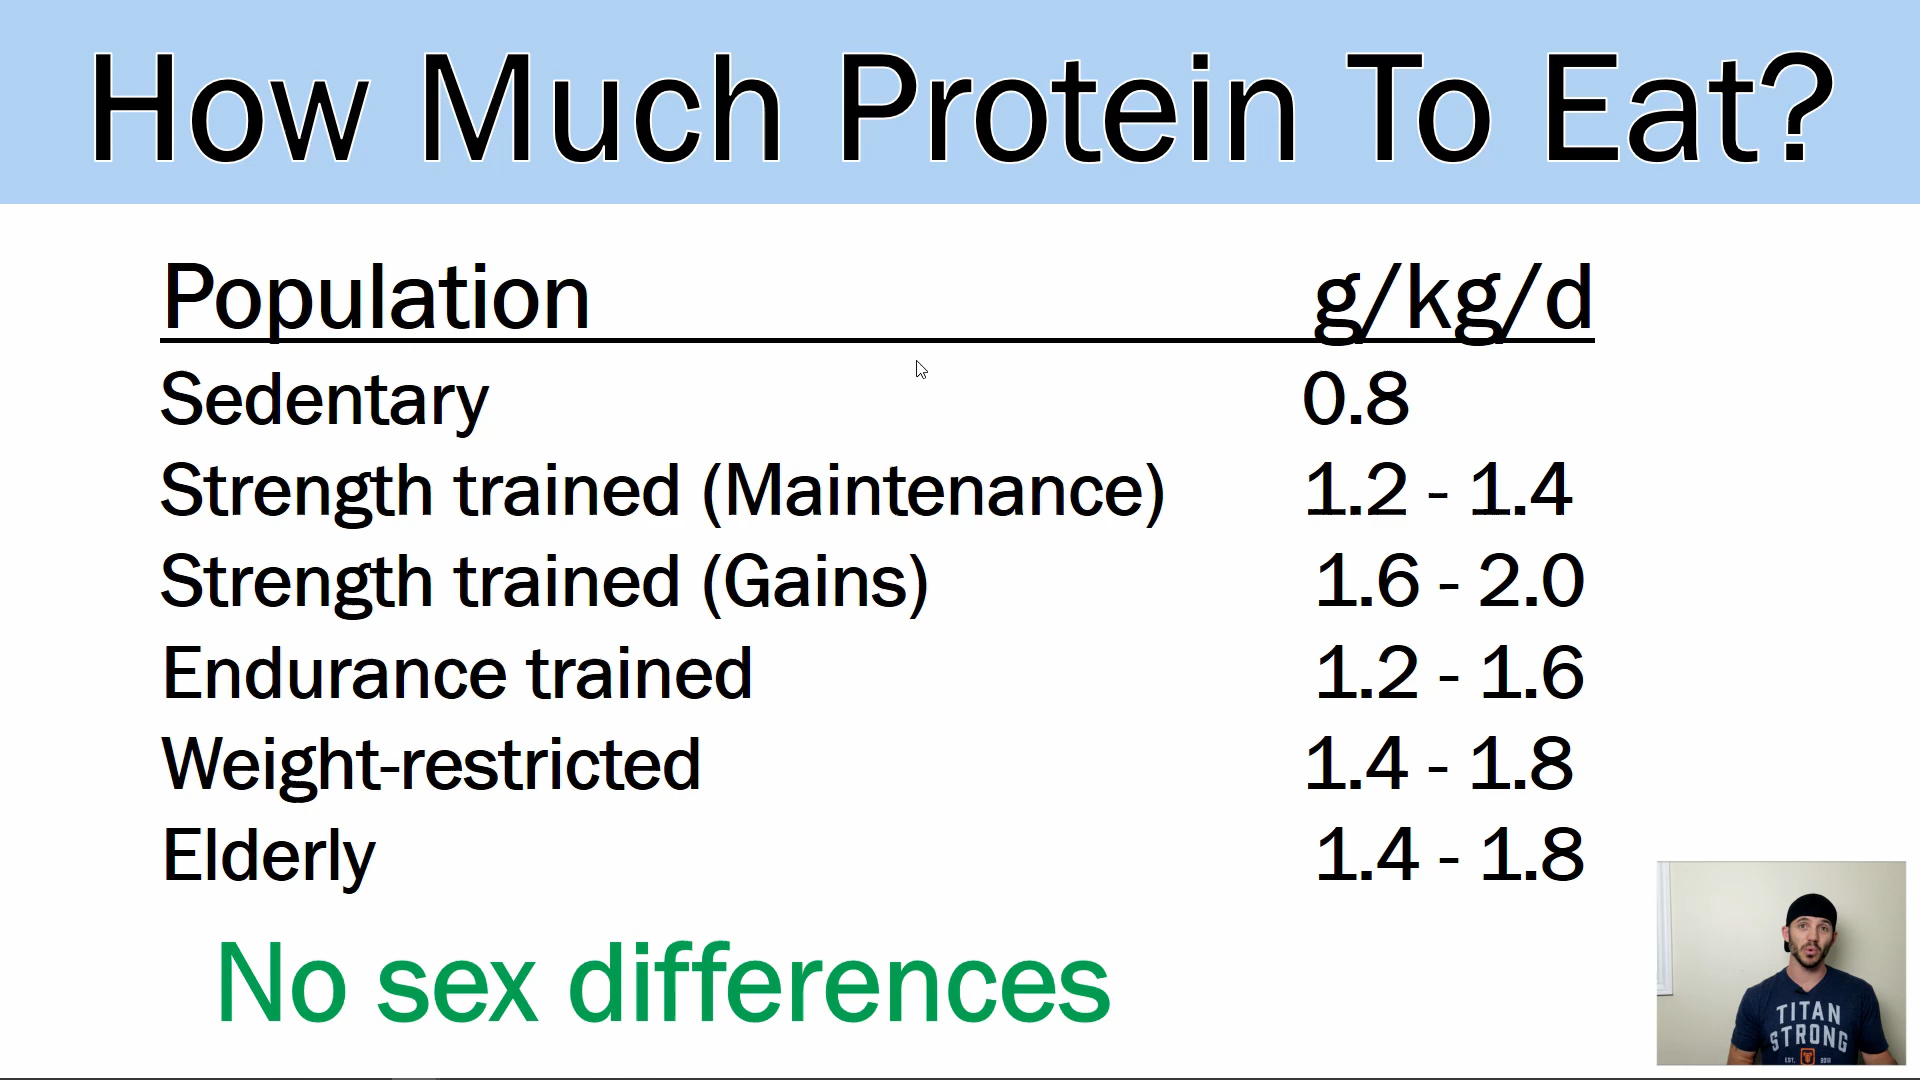 How Much Protein To Eat?
Population g/kg/d
Sedentary 0.8
Strength trained (Maintenance) 1.2 - 1.4
Strength trained (Gains) 1.6 - 2.0
Endurance trained 1.2 - 1.6
Weight-restricted 1.4 - 1.8
Elderly 1.4 - 1.8
No sex differences
TITAN
STRONG
EST.